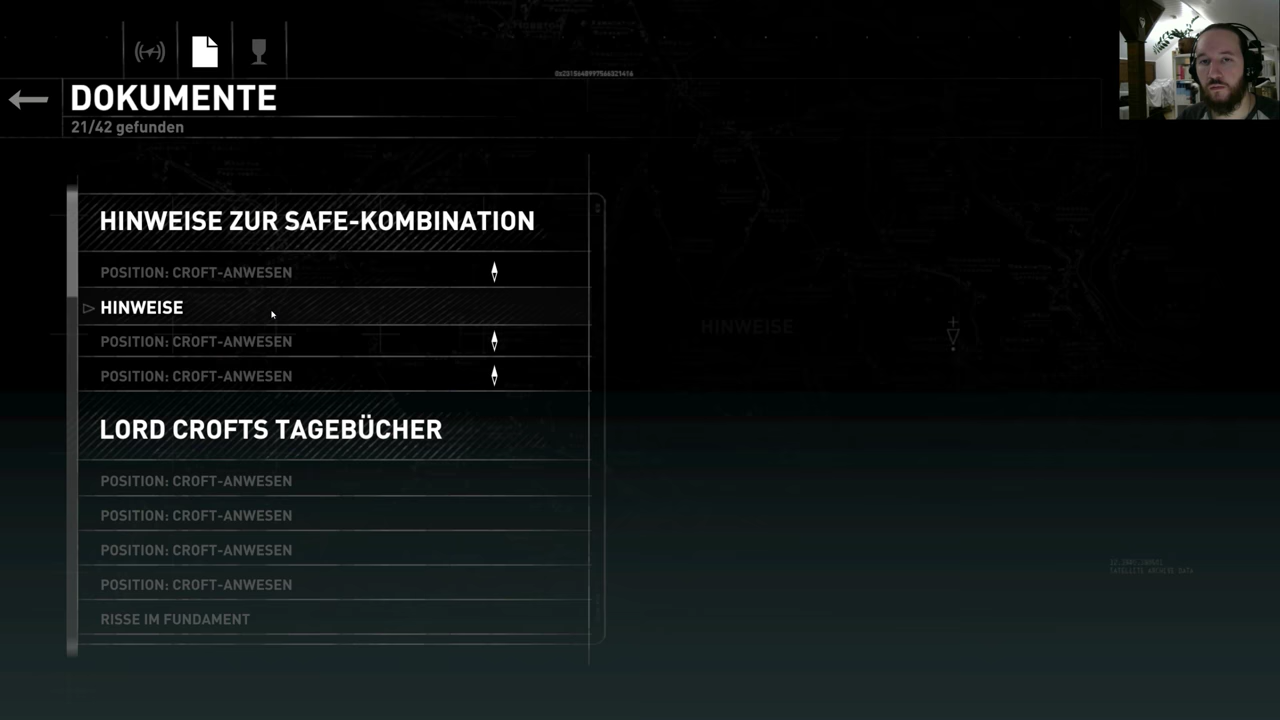 DOKUMENTE
21/42 gefunden
HINWEISE ZUR SAFE-KOMBINATION
POSITION: CROFT-ANWESEN
HINWEISE
POSITION: CROFT-ANWESEN
POSITION: CROFT-ANWESEN
LORD CROFTS TAGEBÜCHER
POSITION: CROFT-ANWESEN
POSITION: CROFT-ANWESEN
POSITION: CROFT-ANWESEN
POSITION: CROFT-ANWESEN
RISSE IM FUNDAMENT
HINWEISE